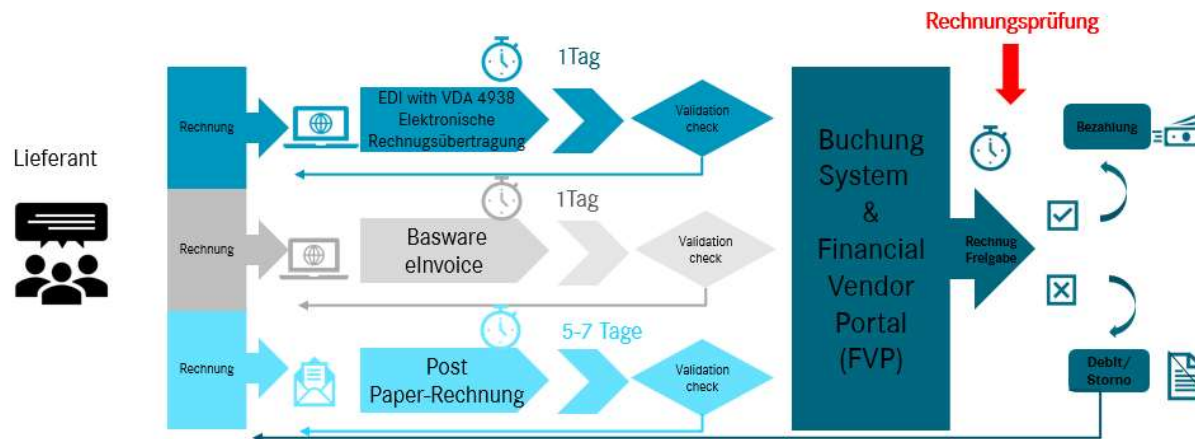 Rechnungsprüfung
1Tag
Rechnung
EDI with VDA 4938
Elektronische
Rechnugsübertragung
Validation
check
Lieferant
1Tag
Rechnung
Basware
eInvoice
Validation
check
5-7 Tage
Rechnung
Post
Paper-Rechnung
Validation
check
Buchung
System
&
Financial
Vendor
Portal
(FVP)
Rechnug
Freigabe
Bezahlung
Debit/
Storno